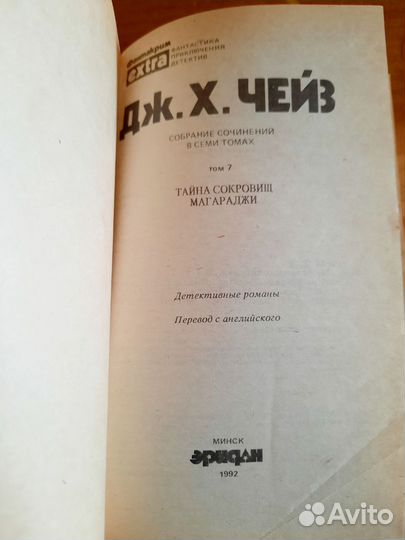 Фантакрим
extra
ФАНТАСТИКА
ПРИКЛЮЧЕНИЯ
ДЕТЕКТИВ
ДЖ. Х. ЧЕЙЗ
СОБРАНИЕ СОЧИНЕНИЙ
В СЕМИ ТОМАХ
ТОМ 7
ТАЙНА СОКРОВИЩ
МАГАРАДЖИ
Детективные романы
Перевод с английского
МИНСК
ЭРИДАН
1992
Avito